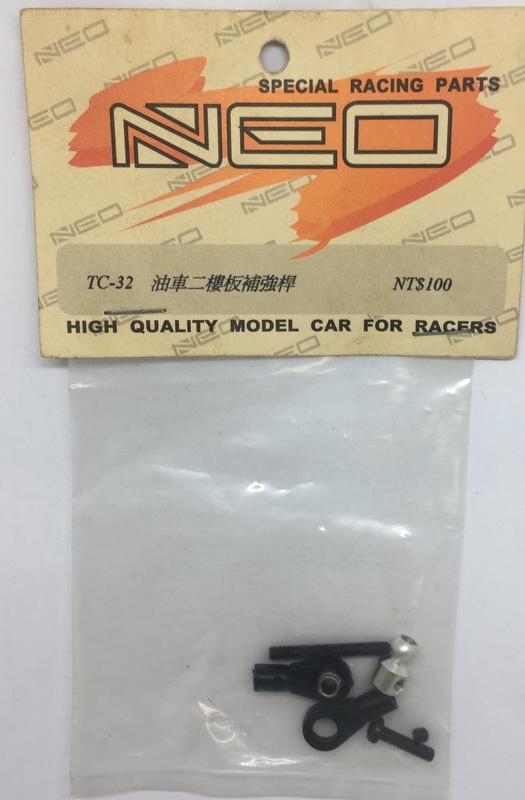 SPECIAL RACING PARTS
NEO
TC-32 油車二樓板補強桿 NT$100
HIGH QUALITY MODEL CAR FOR RACERS